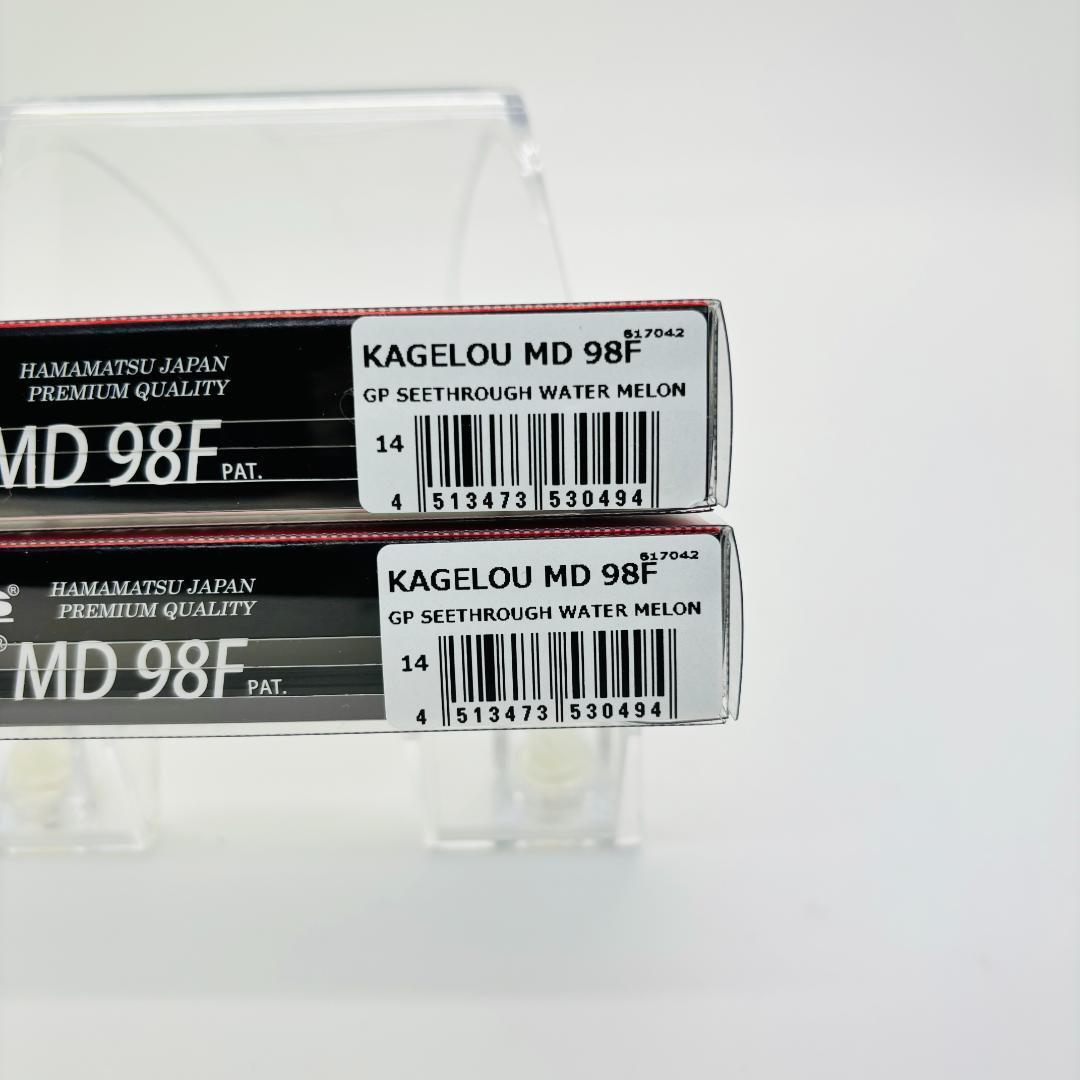 HAMAMATSU JAPAN
PREMIUM QUALITY
MD 98F PAT.
617042
KAGELOU MD 98F
GP SEETHROUGH WATER MELON
14
4 513473 530494
HAMAMATSU JAPAN
PREMIUM QUALITY
®
MD 98F PAT.
617042
KAGELOU MD 98F
GP SEETHROUGH WATER MELON
14
4 513473 530494